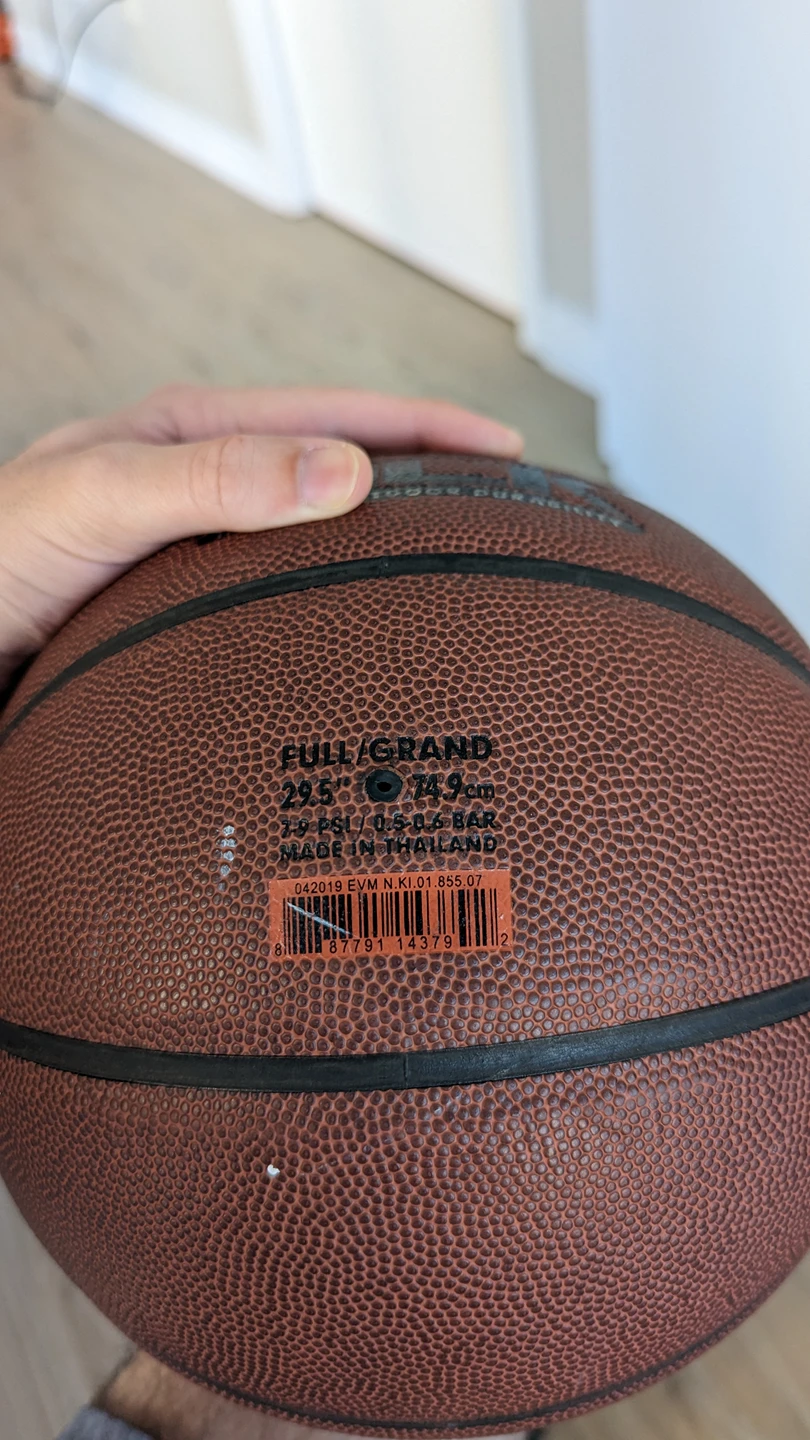 FULL/GRAND
29.5" 74.9cm
7-9 PSI / 0.5-0.6 BAR
MADE IN THAILAND
042019 EVM N.KI.01.855.07
8 87791 14379 2